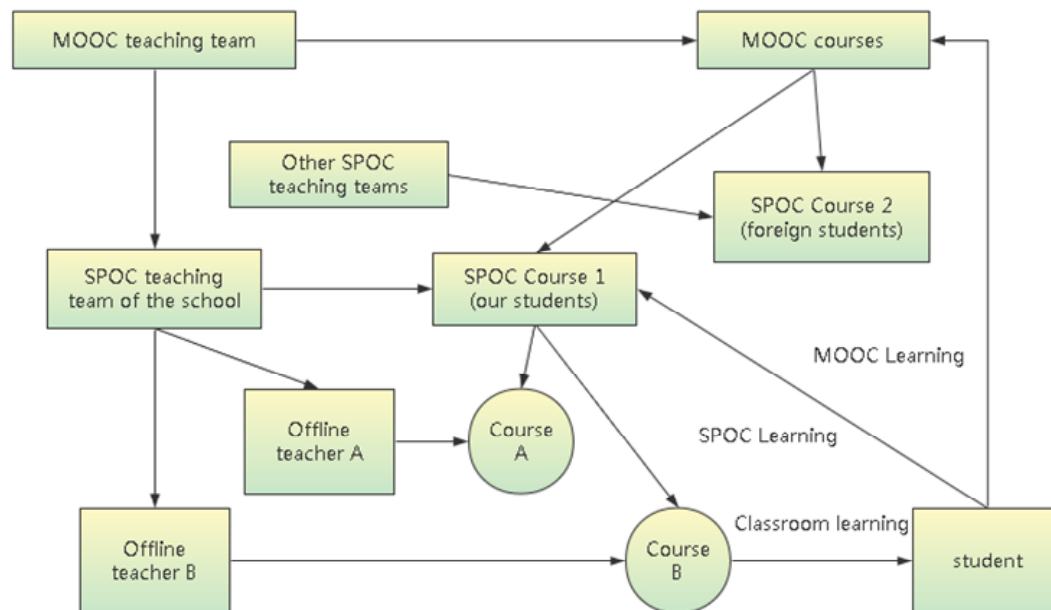 MOOC teaching team
MOOC courses
Other SPOC
teaching teams
SPOC Course 2
(foreign students)
SPOC teaching
team of the school
SPOC Course 1
(our students)
MOOC Learning
Offline
teacher A
Course
A
SPOC Learning
Classroom learning
Offline
teacher B
Course
B
student